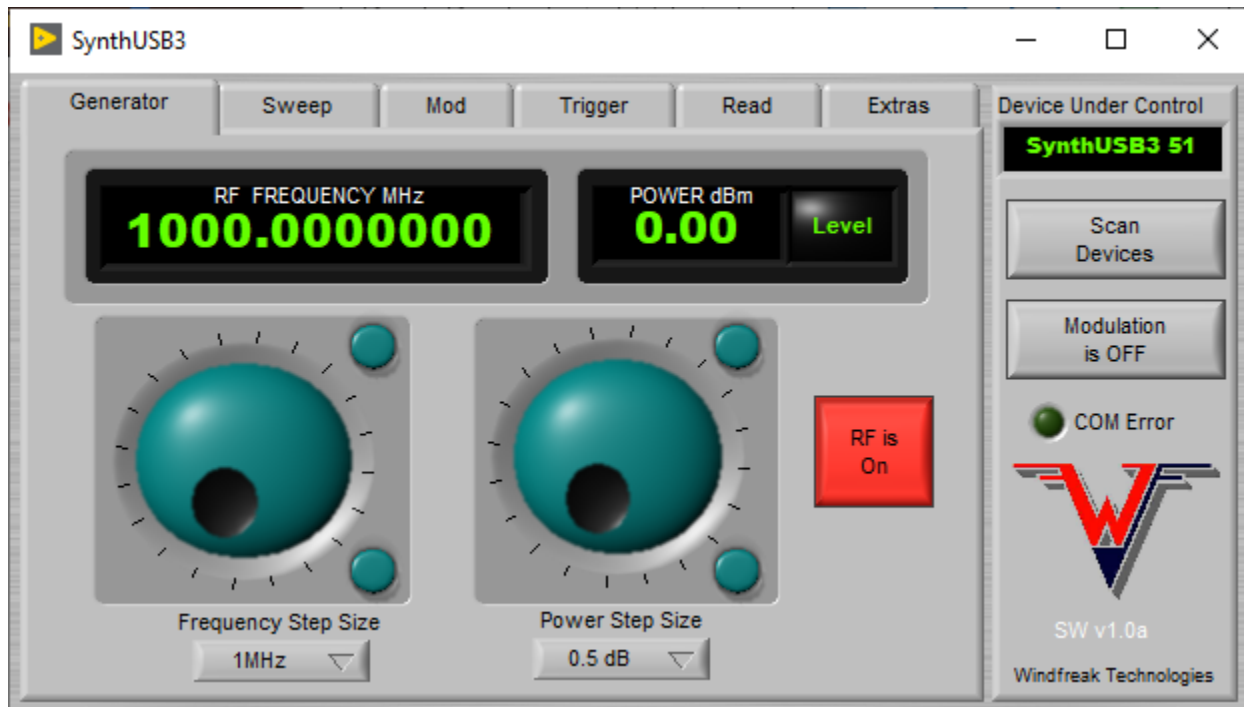 SynthUSB3
Generator
Sweep
Mod
Trigger
Read
Extras
RF FREQUENCY MHz
1000.0000000
POWER dBm
0.00
Level
RF is
On
Frequency Step Size
1MHz
Power Step Size
0.5 dB
Device Under Control
SynthUSB3 51
Scan
Devices
Modulation
is OFF
COM Error
W
SW v1.0a
Windfreak Technologies